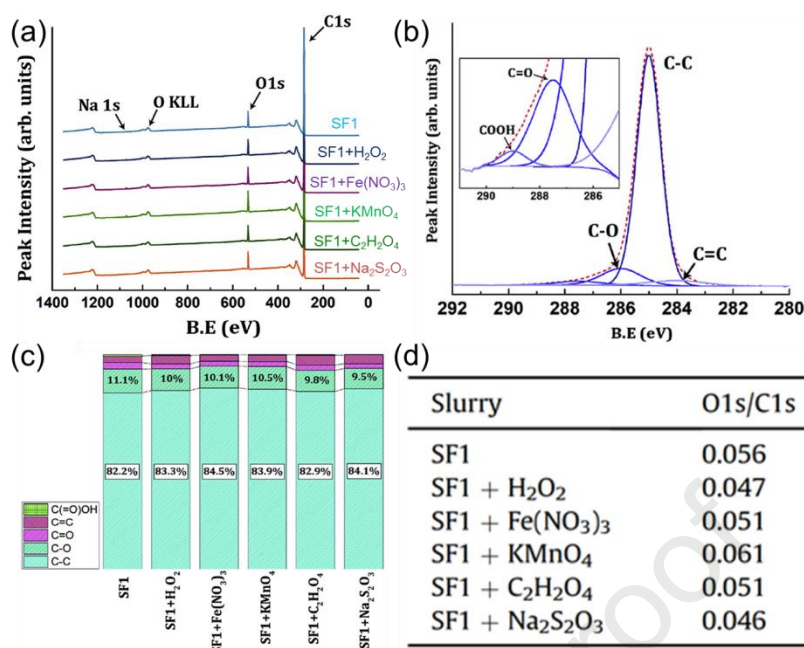 (a)
Peak Intensity (arb. units)
Na 1s
O KLL
O1s
C1s
SF1
SF1+H₂O₂
SF1+Fe(NO₃)₃
SF1+KMnO₄
SF1+C₂H₂O₄
SF1+Na₂S₂O₃
1400 1200 1000 800 600 400 200 0
B.E (eV)
(b)
Peak Intensity (arb. units)
C=O
COOH
290 288 286
C-C
C-O
C=C
292 290 288 286 284 282 280
B.E (eV)
(c)
11.1% 10% 10.1% 10.5% 9.8% 9.5%
82.2% 83.3% 84.5% 83.9% 82.9% 84.1%
C(=O)OH
C=C
C=O
C-O
C-C
SF1
SF1+H₂O₂
SF1+Fe(NO₃)₃
SF1+KMnO₄
SF1+C₂H₂O₄
SF1+Na₂S₂O₃
(d)
Slurry O1s/C1s
SF1 0.056
SF1 + H₂O₂ 0.047
SF1 + Fe(NO₃)₃ 0.051
SF1 + KMnO₄ 0.061
SF1 + C₂H₂O₄ 0.051
SF1 + Na₂S₂O₃ 0.046